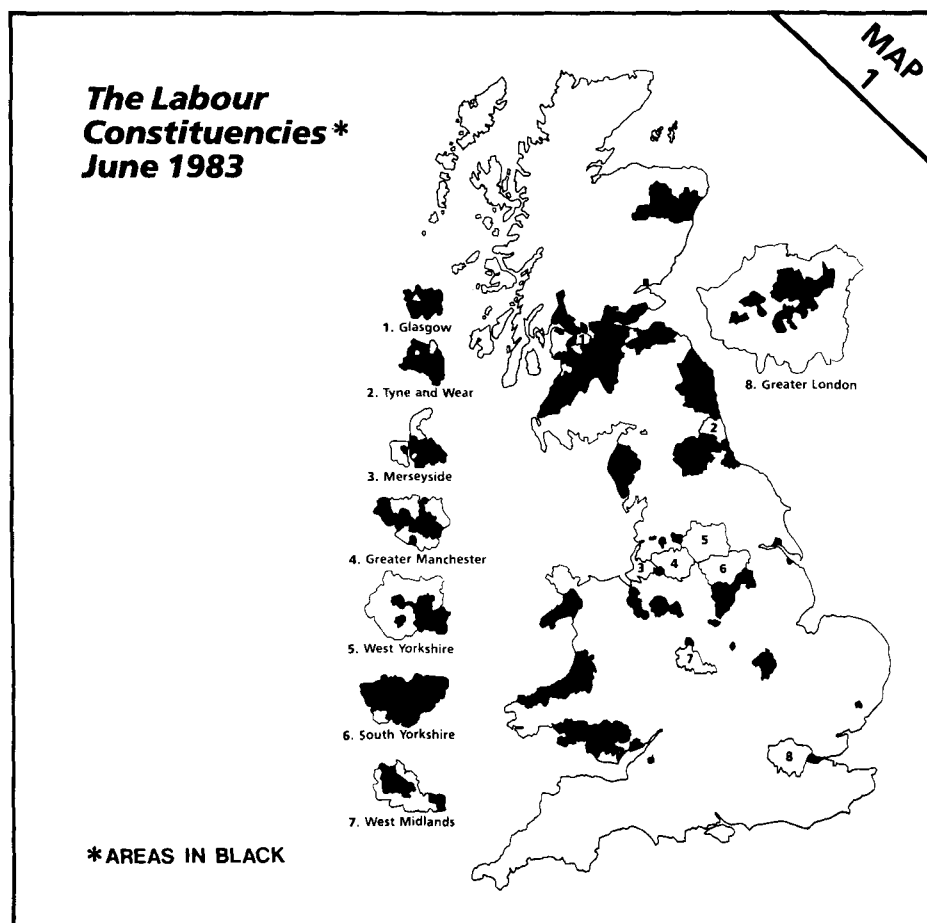 MAP
1
The Labour
Constituencies*
June 1983
1. Glasgow
2. Tyne and Wear
3. Merseyside
4. Greater Manchester
5. West Yorkshire
6. South Yorkshire
7. West Midlands
8. Greater London
1
2
3
4
5
6
7
8
*AREAS IN BLACK